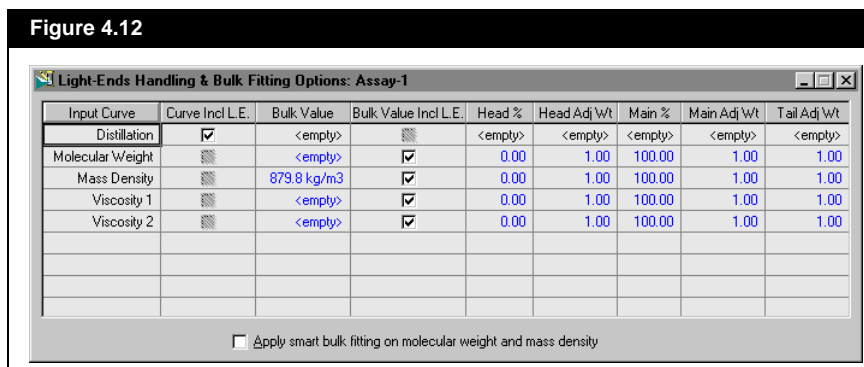 Figure 4.12
Light-Ends Handling & Bulk Fitting Options: Assay-1
Input Curve Curve Incl L.E. Bulk Value Bulk Value Incl L.E. Head % Head Adj Wt Main % Main Adj Wt Tail Adj Wt
Distillation <empty> <empty> <empty> <empty> <empty> <empty>
Molecular Weight <empty> 0.00 1.00 100.00 1.00 1.00
Mass Density 879.8 kg/m3 0.00 1.00 100.00 1.00 1.00
Viscosity 1 <empty> 0.00 1.00 100.00 1.00 1.00
Viscosity 2 <empty> 0.00 1.00 100.00 1.00 1.00
Apply smart bulk fitting on molecular weight and mass density